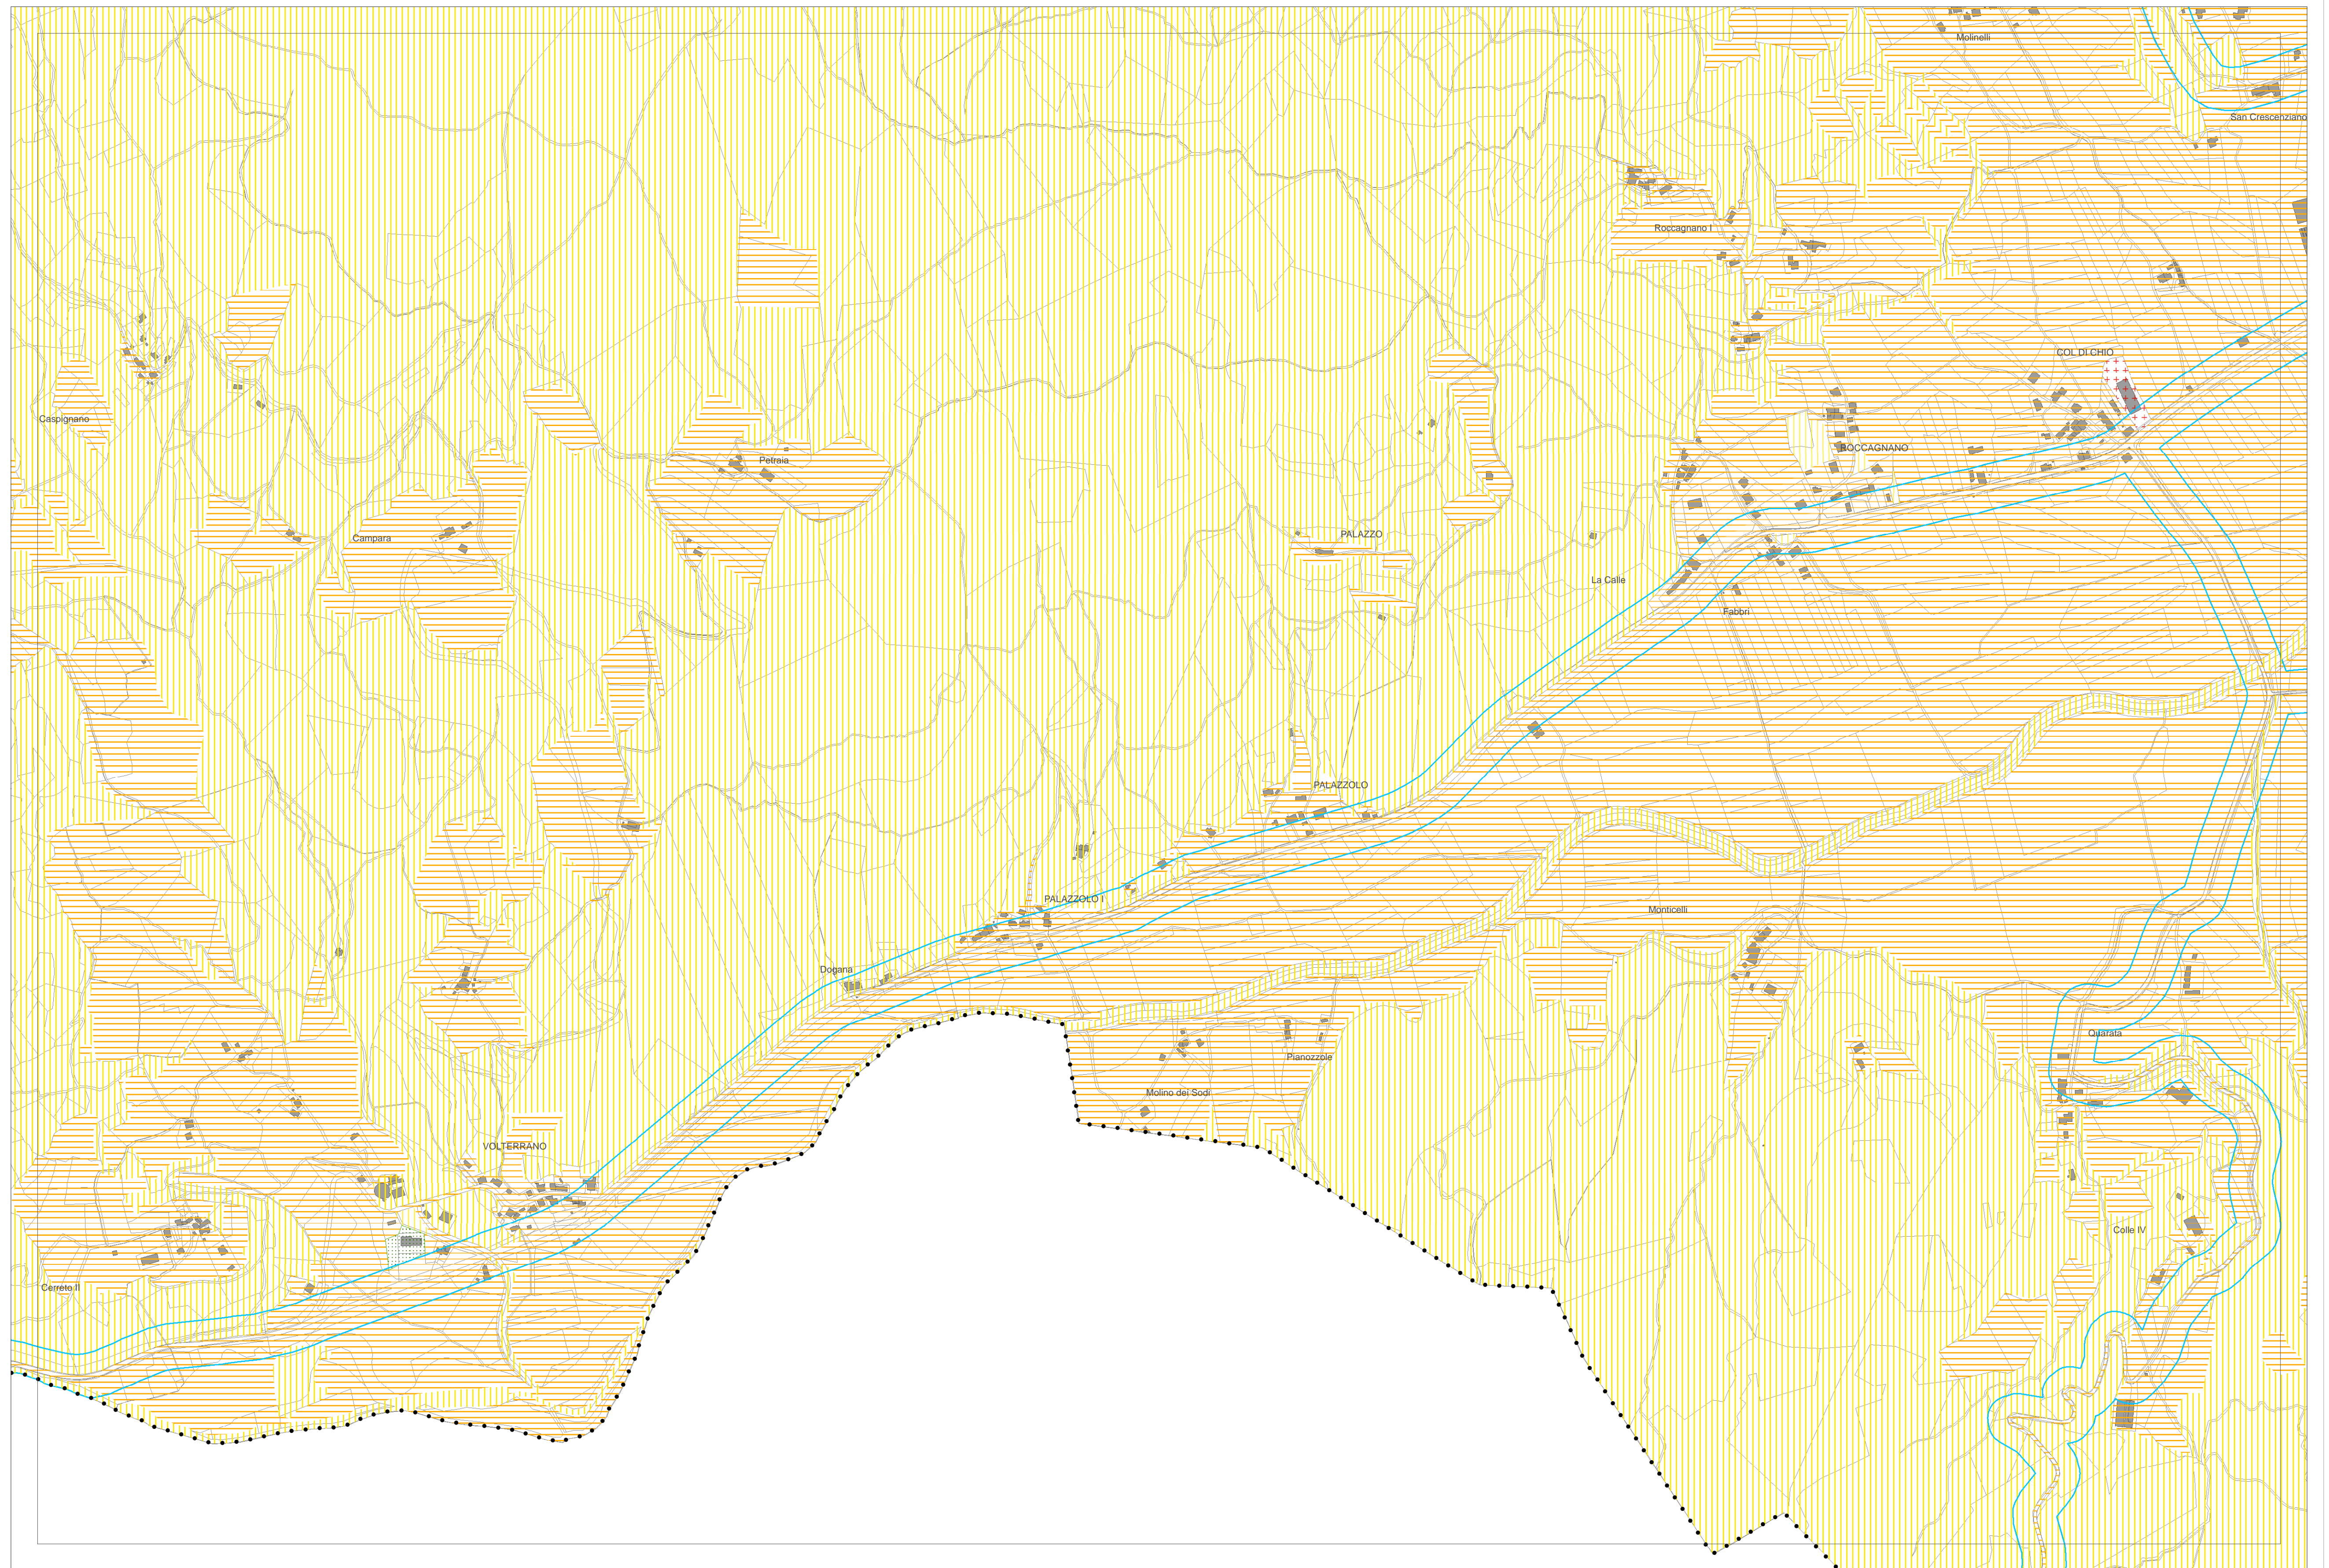 Molinelli
San Crescenziano
Roccagnano I
COL DI CHIO
Caspignano
ROCCAGNANO
Petraia
PALAZZO
Campara
La Calle
Fabbri
PALAZZOLO
PALAZZOLO I
Monticelli
Dogana
Quarata
Pianozzole
Molino dei Sodi
VOLTERRANO
Colle IV
Cerreto II